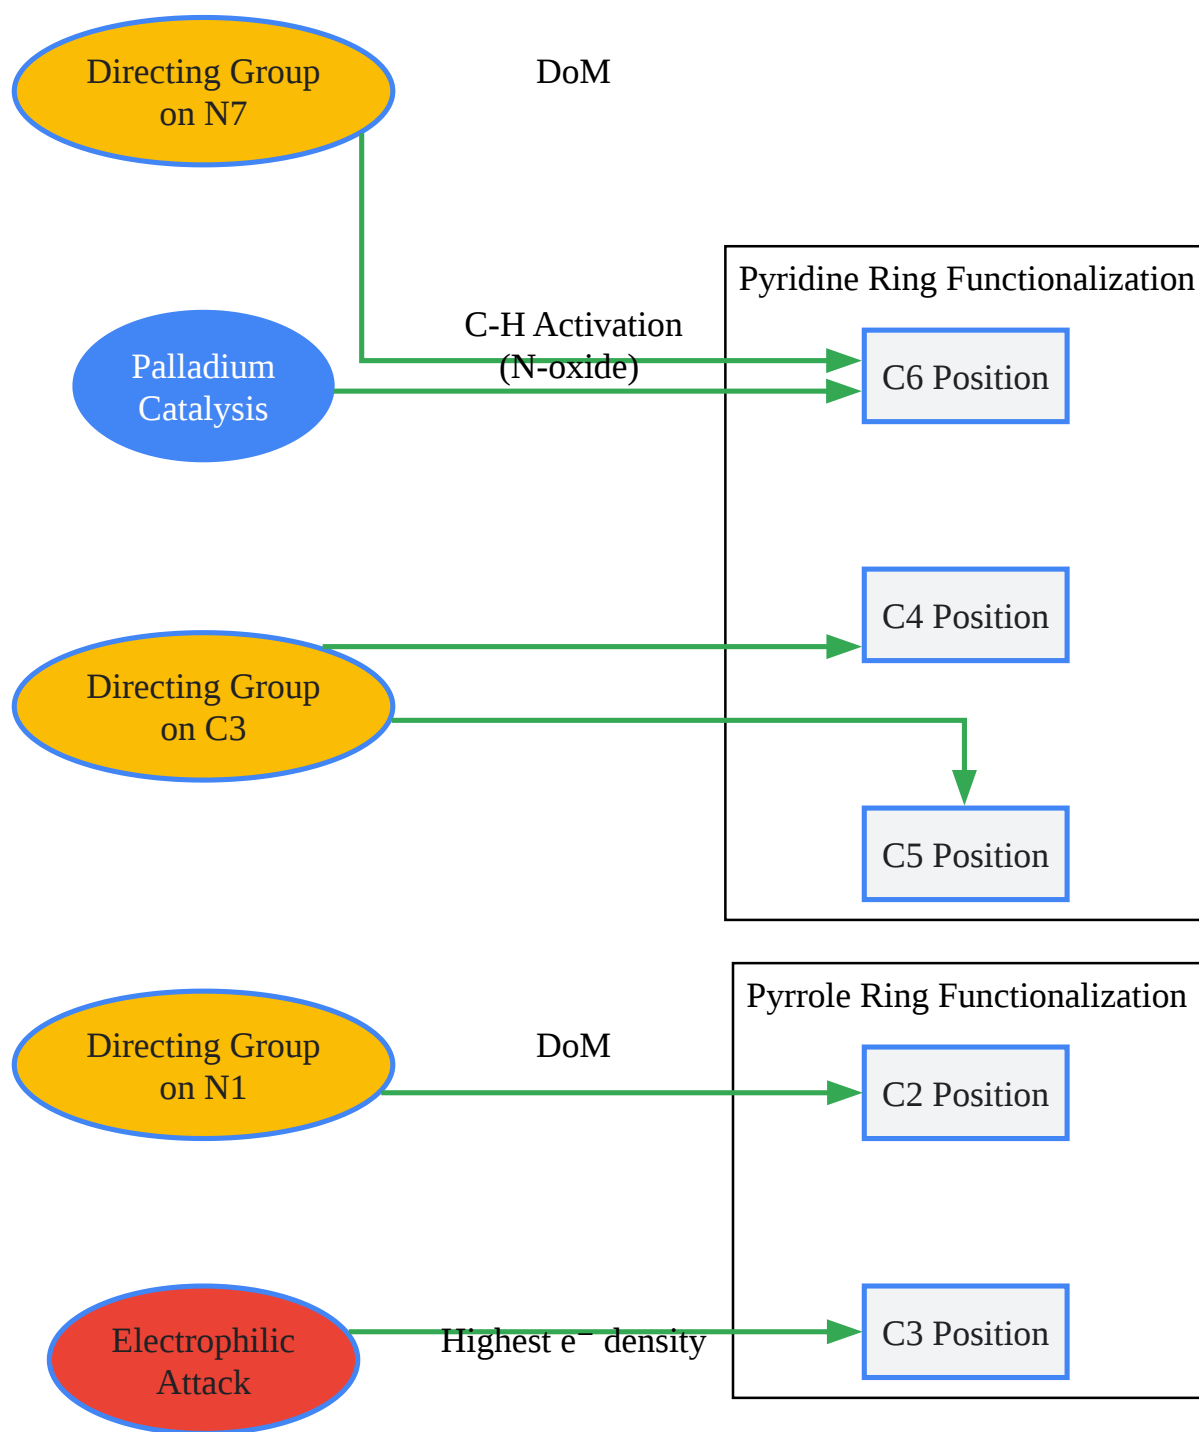 Directing Group
on N7
DoM
Pyridine Ring Functionalization
C-H Activation
(N-oxide)
Palladium
Catalysis
C6 Position
C4 Position
Directing Group
on C3
C5 Position
Pyrrole Ring Functionalization
Directing Group
on N1
DoM
C2 Position
Electrophilic
Attack
Highest e⁻ density
C3 Position